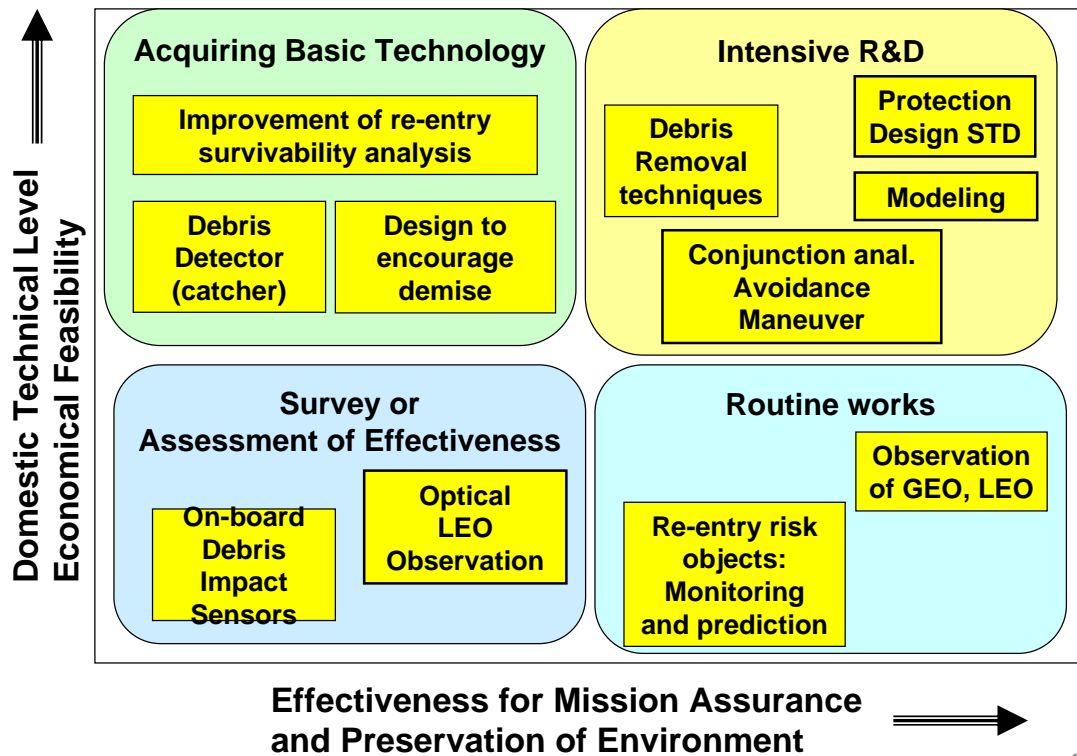 Domestic Technical Level
Economical Feasibility
Acquiring Basic Technology
Improvement of re-entry
survivability analysis
Debris
Detector
(catcher)
Design to
encourage
demise
Intensive R&D
Debris
Removal
techniques
Protection
Design STD
Modeling
Conjunction anal.
Avoidance
Maneuver
Survey or
Assessment of Effectiveness
On-board
Debris
Impact
Sensors
Optical
LEO
Observation
Routine works
Observation
of GEO, LEO
Re-entry risk
objects:
Monitoring
and prediction
Effectiveness for Mission Assurance
and Preservation of Environment